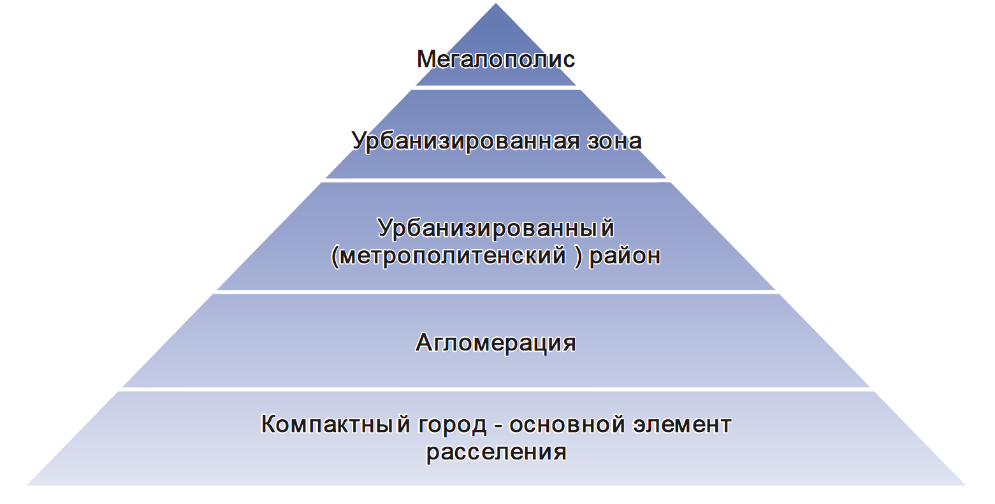 Мегалополис
Урбанизированная зона
Урбанизированный
(метрополитенский ) район
Агломерация
Компактный город - основной элемент
расселения